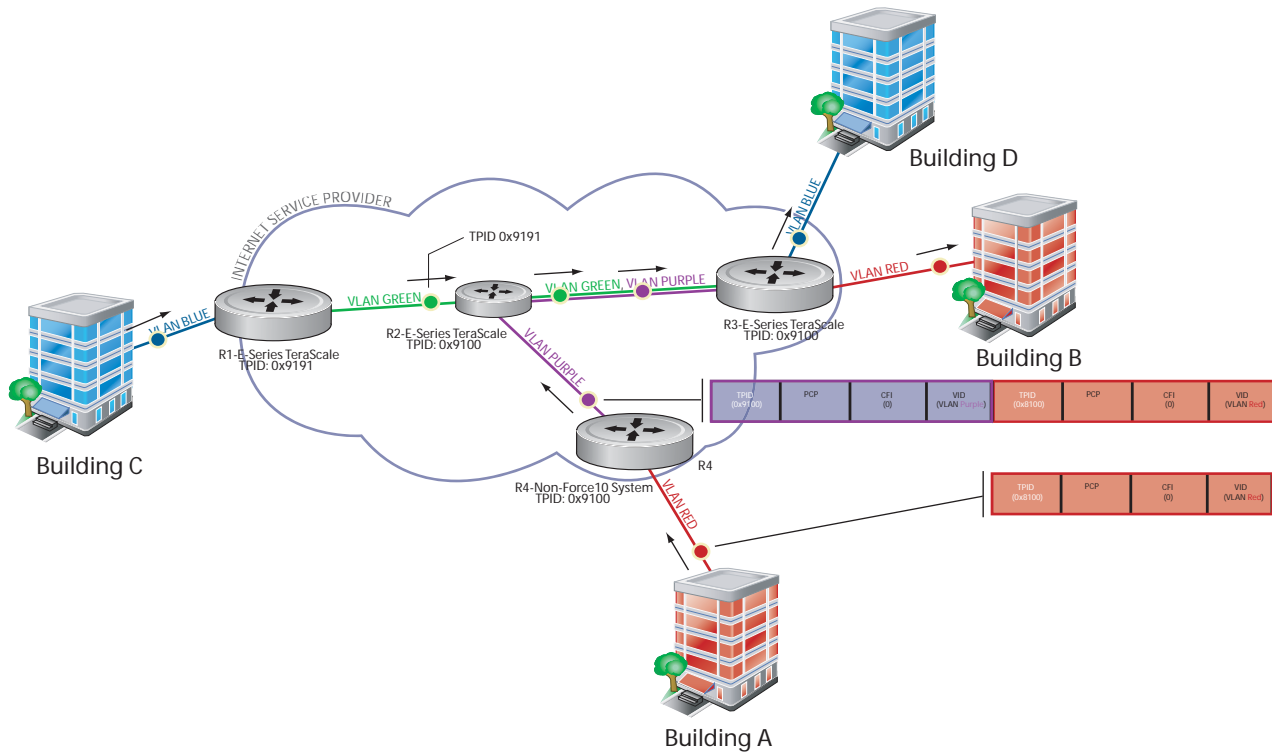 Building D
VLAN BLUE
INTERNET SERVICE PROVIDER
TPID 0x9191
Building B
VLAN RED
VLAN GREEN
VLAN GREEN, VLAN PURPLE
VLAN BLUE
R1-E-Series TeraScale
TPID: 0x9191
R2-E-Series TeraScale
TPID: 0x9100
R3-E-Series TeraScale
TPID: 0x9100
VLAN PURPLE
TPID
(0x9100)
PCP
CFI
(0)
VID
(VLAN Purple)
TPID
(0x8100)
PCP
CFI
(0)
VID
(VLAN Red)
Building C
R4
R4-Non-Force10 System
TPID: 0x9100
VLAN RED
TPID
(0x8100)
PCP
CFI
(0)
VID
(VLAN Red)
Building A